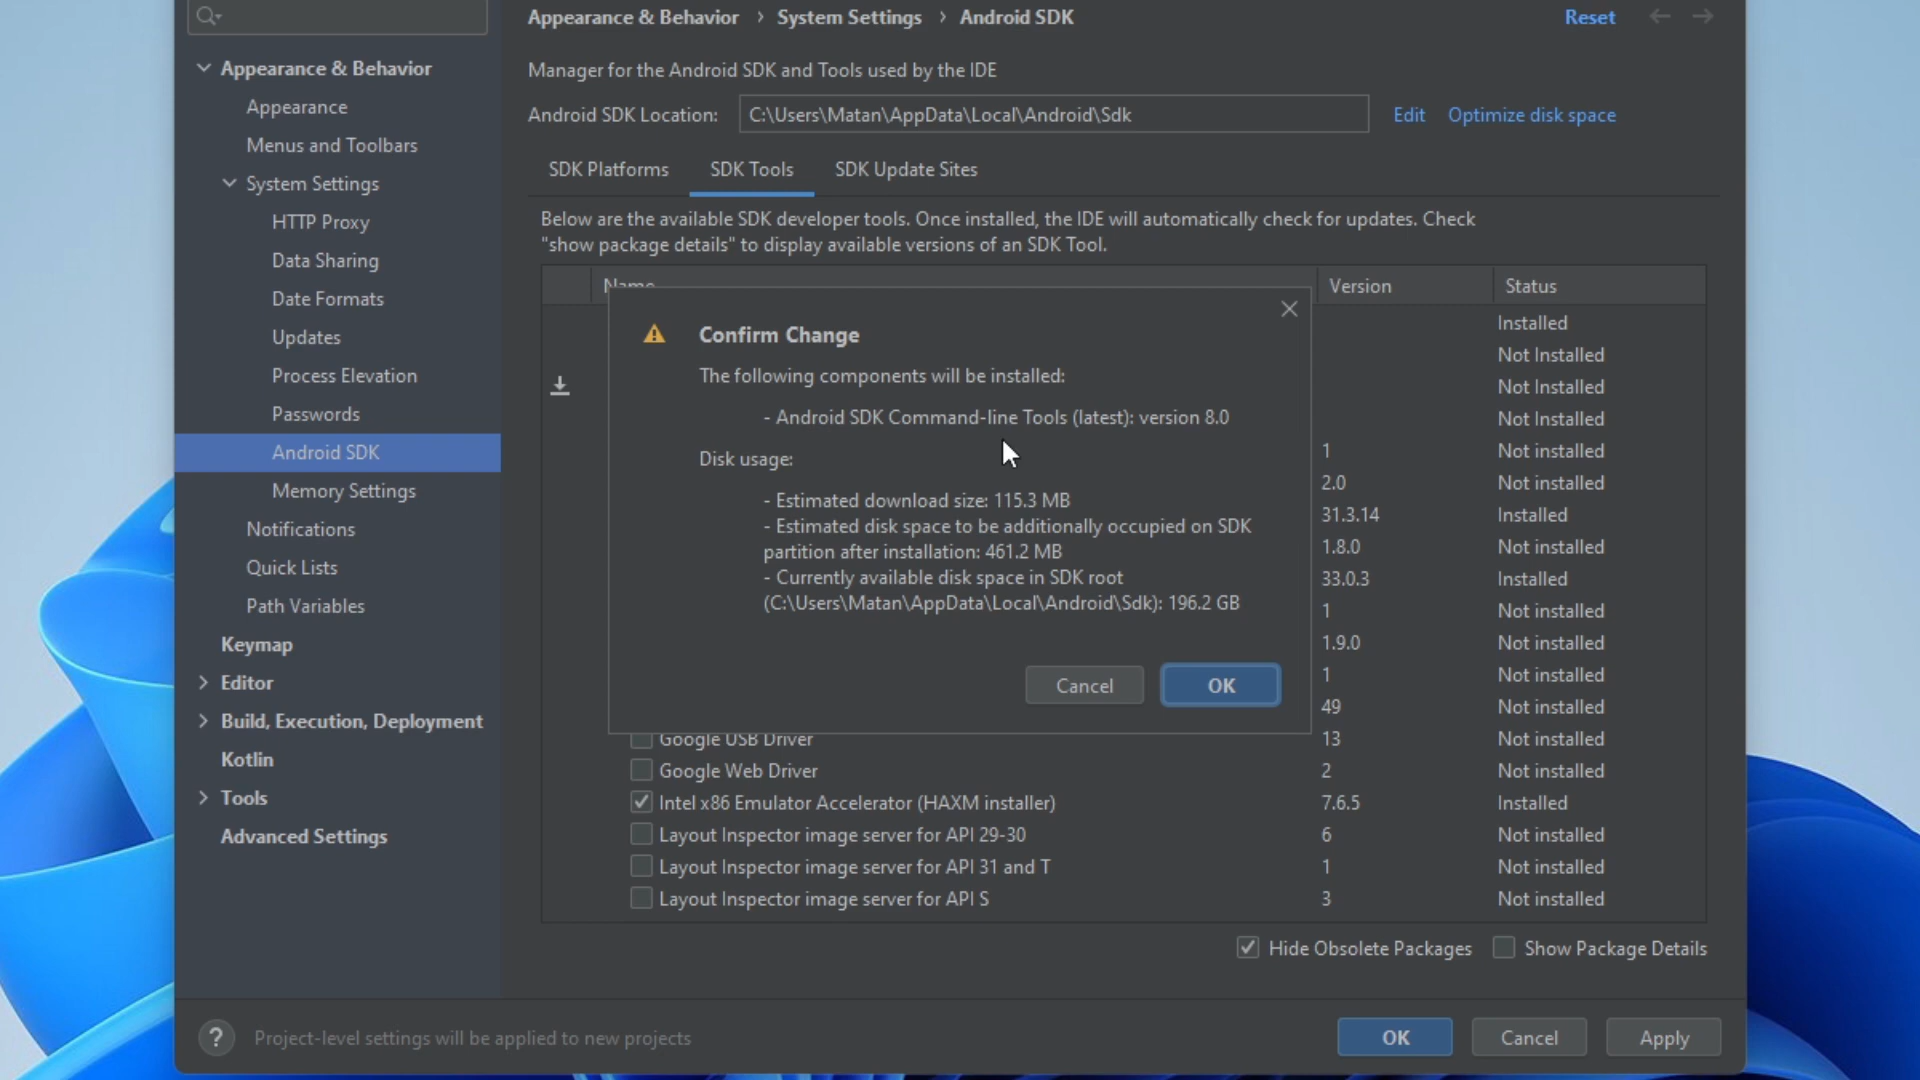 Appearance & Behavior › System Settings › Android SDK
Reset
Appearance & Behavior
Appearance
Menus and Toolbars
System Settings
HTTP Proxy
Data Sharing
Date Formats
Updates
Process Elevation
Passwords
Android SDK
Memory Settings
Notifications
Quick Lists
Path Variables
Keymap
Editor
Build, Execution, Deployment
Kotlin
Tools
Advanced Settings
Manager for the Android SDK and Tools used by the IDE
Android SDK Location: C:\Users\Matan\AppData\Local\Android\Sdk Edit Optimize disk space
SDK Platforms SDK Tools SDK Update Sites
Below are the available SDK developer tools. Once installed, the IDE will automatically check for updates. Check
"show package details" to display available versions of an SDK Tool.
Name Version Status
Installed
Not Installed
Not Installed
Not Installed
1 Not installed
2.0 Not installed
31.3.14 Installed
1.8.0 Not installed
33.0.3 Installed
1 Not installed
1.9.0 Not installed
1 Not installed
49 Not installed
Google USB Driver 13 Not installed
Google Web Driver 2 Not installed
Intel x86 Emulator Accelerator (HAXM installer) 7.6.5 Installed
Layout Inspector image server for API 29-30 6 Not installed
Layout Inspector image server for API 31 and T 1 Not installed
Layout Inspector image server for API S 3 Not installed
Confirm Change
The following components will be installed:
- Android SDK Command-line Tools (latest): version 8.0
Disk usage:
- Estimated download size: 115.3 MB
- Estimated disk space to be additionally occupied on SDK
partition after installation: 461.2 MB
- Currently available disk space in SDK root
(C:\Users\Matan\AppData\Local\Android\Sdk): 196.2 GB
Cancel OK
Hide Obsolete Packages Show Package Details
? Project-level settings will be applied to new projects
OK Cancel Apply